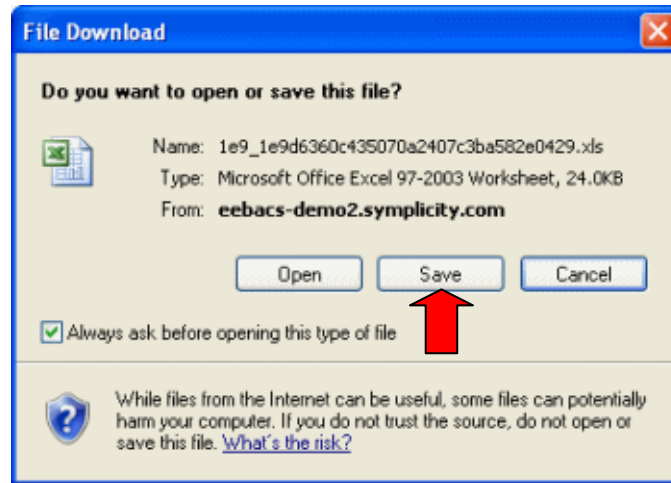 File Download
Do you want to open or save this file?
Name: 1e9_1e9d6360c435070a2407c3ba582e0429.xls
Type: Microsoft Office Excel 97-2003 Worksheet, 24.0KB
From: eebacs-demo2.symplicity.com
Open Save Cancel
Always ask before opening this type of file
While files from the Internet can be useful, some files can potentially
harm your computer. If you do not trust the source, do not open or
save this file. What's the risk?